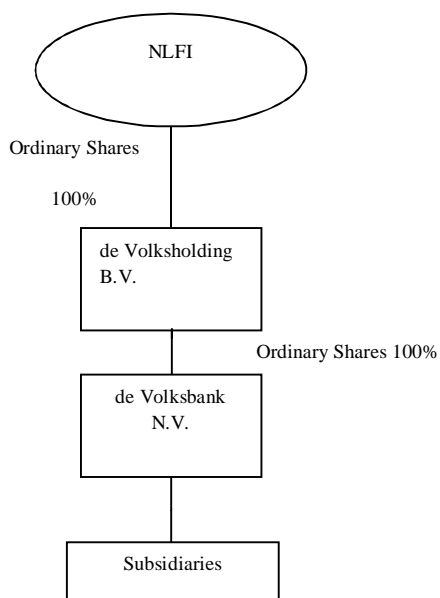 NLFI
Ordinary Shares
100%
de Volksholding
B.V.
Ordinary Shares 100%
de Volksbank
N.V.
Subsidiaries